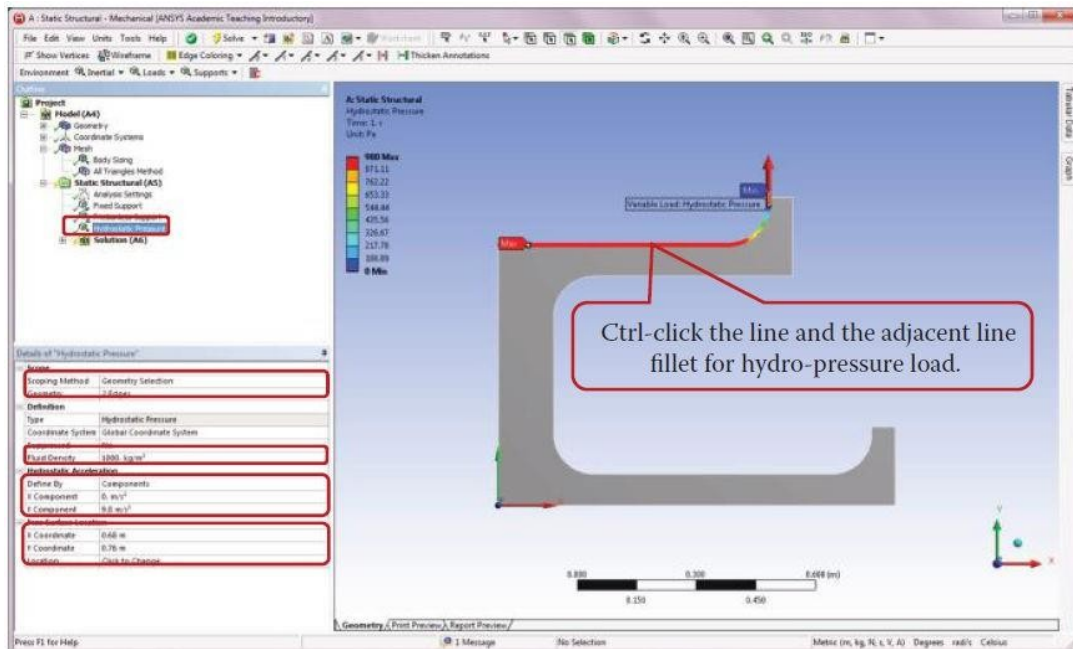 A : Static Structural - Mechanical [ANSYS Academic Teaching Introductory]
File Edit View Units Tools Help Solve
Show Vertices Wireframe Edge Coloring Thicken Annotations
Environment Inertial Loads Supports
Outline
Project
Model (A4)
Geometry
Coordinate Systems
Mesh
Body Sizing
All Triangles Method
Static Structural (A5)
Analysis Settings
Fixed Support
Frictionless Support
Hydrostatic Pressure
Solution (A6)
Details of "Hydrostatic Pressure"
Scope
Scoping Method Geometry Selection
Geometry 2 Edges
Definition
Type Hydrostatic Pressure
Coordinate System Global Coordinate System
Suppressed No
Fluid Density 1000. kg/m³
Hydrostatic Acceleration
Define By Components
X Component 0. m/s²
Y Component 9.8 m/s²
Free Surface Location
X Coordinate 0.68 m
Y Coordinate 0.76 m
Location Click to Change
A: Static Structural
Hydrostatic Pressure
Time: 1. s
Unit: Pa
980 Max
871.11
762.22
653.33
544.44
435.56
326.67
217.78
108.89
0 Min
Min
Variable Load: Hydrostatic Pressure
Max
Ctrl-click the line and the adjacent line
fillet for hydro-pressure load.
Y
X
0.000 0.300 0.600 (m)
0.150 0.450
Geometry Print Preview Report Preview
Tabular Data
Graph
Press F1 for Help 1 Message No Selection Metric (m, kg, N, s, V, A) Degrees rad/s Celsius